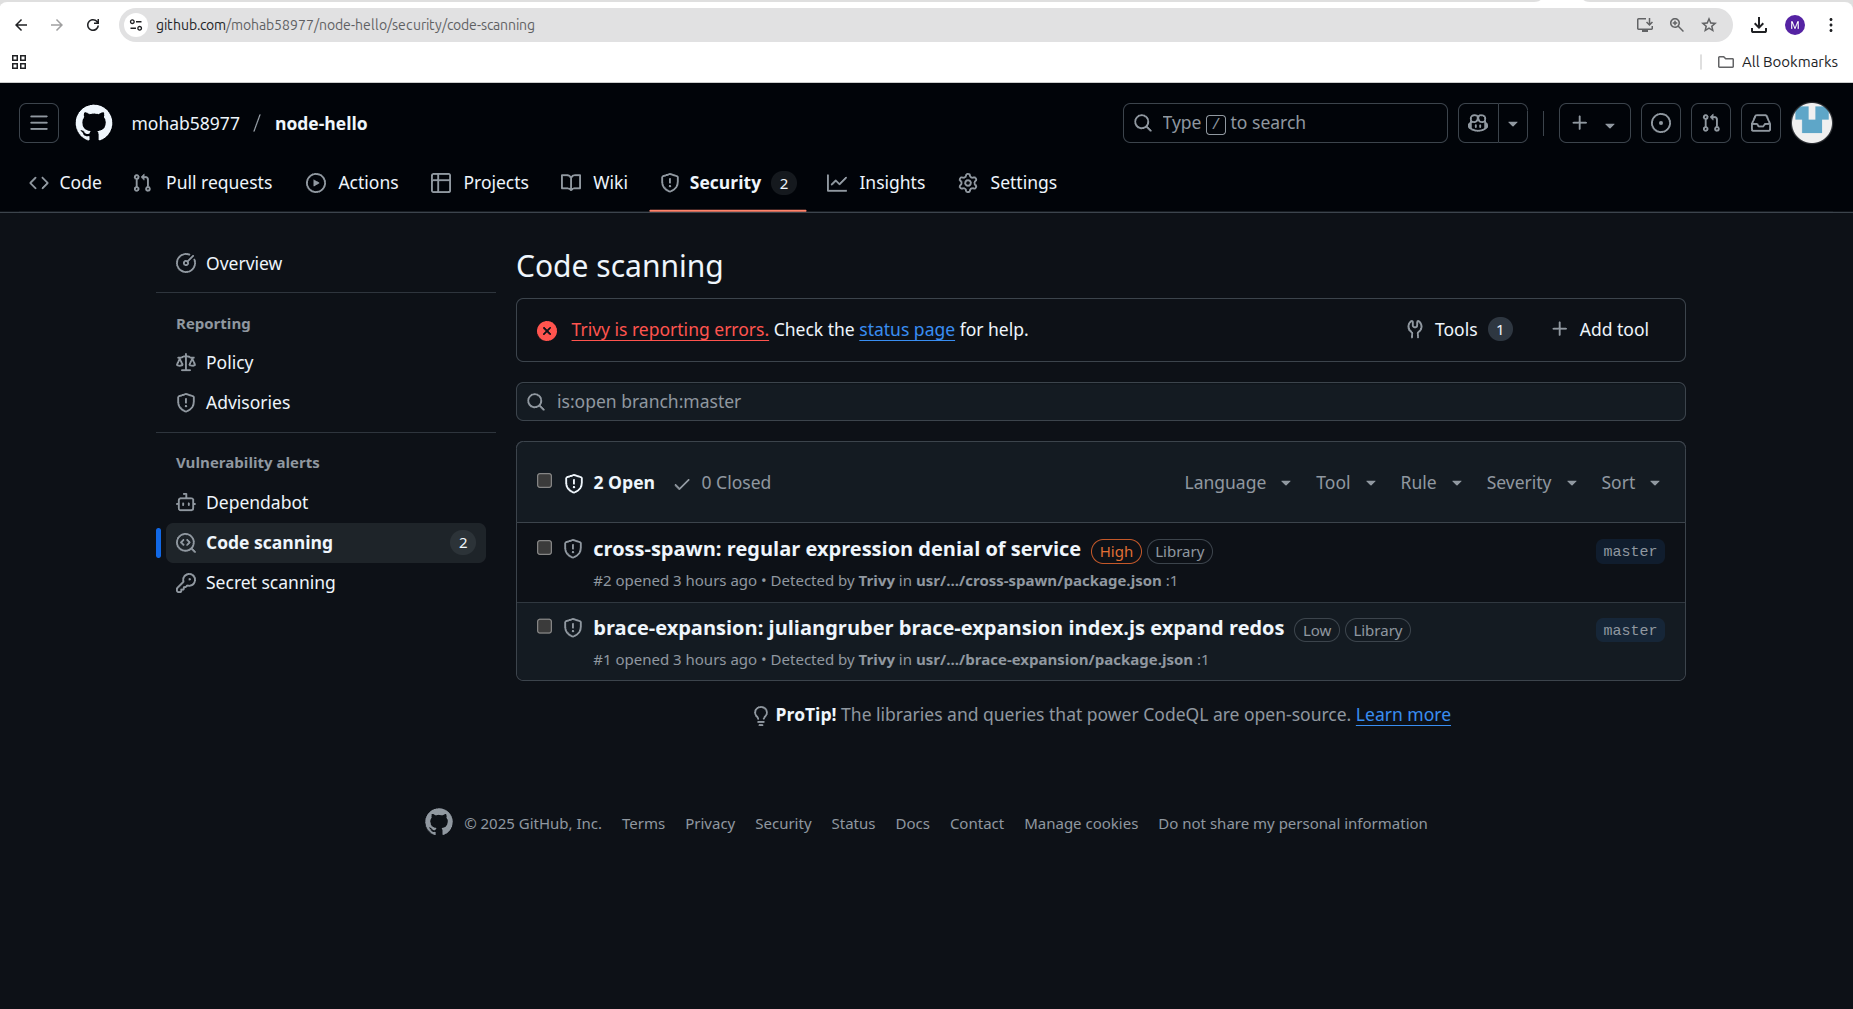 github.com/mohab58977/node-hello/security/code-scanning
M
All Bookmarks
mohab58977 / node-hello
Type / to search
Code Pull requests Actions Projects Wiki Security 2 Insights Settings
Overview
Reporting
Policy
Advisories
Vulnerability alerts
Dependabot
Code scanning 2
Secret scanning
Code scanning
Trivy is reporting errors. Check the status page for help. Tools 1 Add tool
is:open branch:master
2 Open 0 Closed Language Tool Rule Severity Sort
cross-spawn: regular expression denial of service High Library master
#2 opened 3 hours ago • Detected by Trivy in usr/.../cross-spawn/package.json :1
brace-expansion: juliangruber brace-expansion index.js expand redos Low Library master
#1 opened 3 hours ago • Detected by Trivy in usr/.../brace-expansion/package.json :1
ProTip! The libraries and queries that power CodeQL are open-source. Learn more
© 2025 GitHub, Inc. Terms Privacy Security Status Docs Contact Manage cookies Do not share my personal information